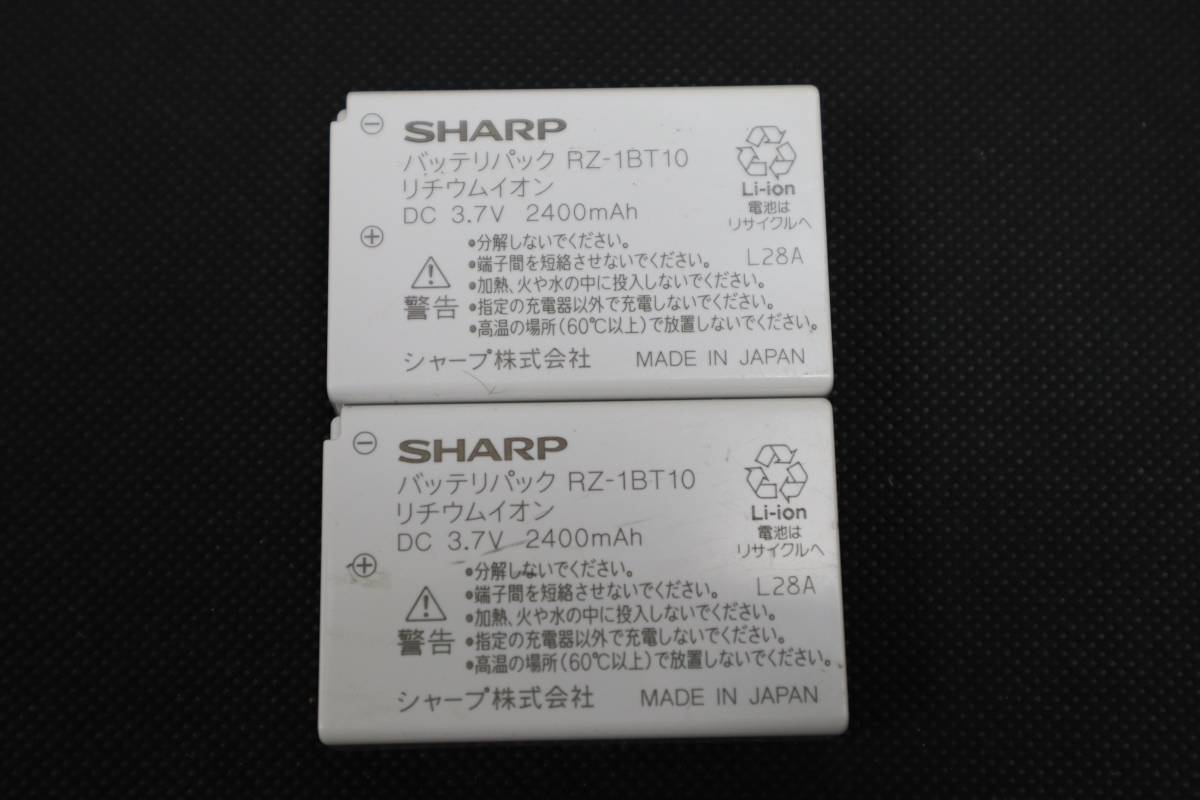 ⊖ SHARP
バッテリパック RZ-1BT10
リチウムイオン
DC 3.7V 2400mAh
⊕
Li-ion
電池は
リサイクルへ
L28A
警告
●分解しないでください。
●端子間を短絡させないでください。
●加熱、火や水の中に投入しないでください。
●指定の充電器以外で充電しないでください。
●高温の場所(60℃以上)で放置しないでください。
シャープ株式会社 MADE IN JAPAN
⊖ SHARP
バッテリパック RZ-1BT10
リチウムイオン
DC 3.7V 2400mAh
⊕
Li-ion
電池は
リサイクルへ
L28A
警告
●分解しないでください。
●端子間を短絡させないでください。
●加熱、火や水の中に投入しないでください。
●指定の充電器以外で充電しないでください。
●高温の場所(60℃以上)で放置しないでください。
シャープ株式会社 MADE IN JAPAN